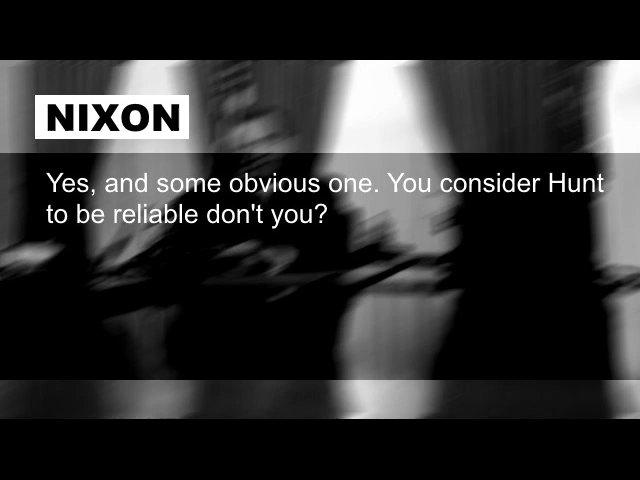 NIXON
Yes, and some obvious one. You consider Hunt
to be reliable don't you?